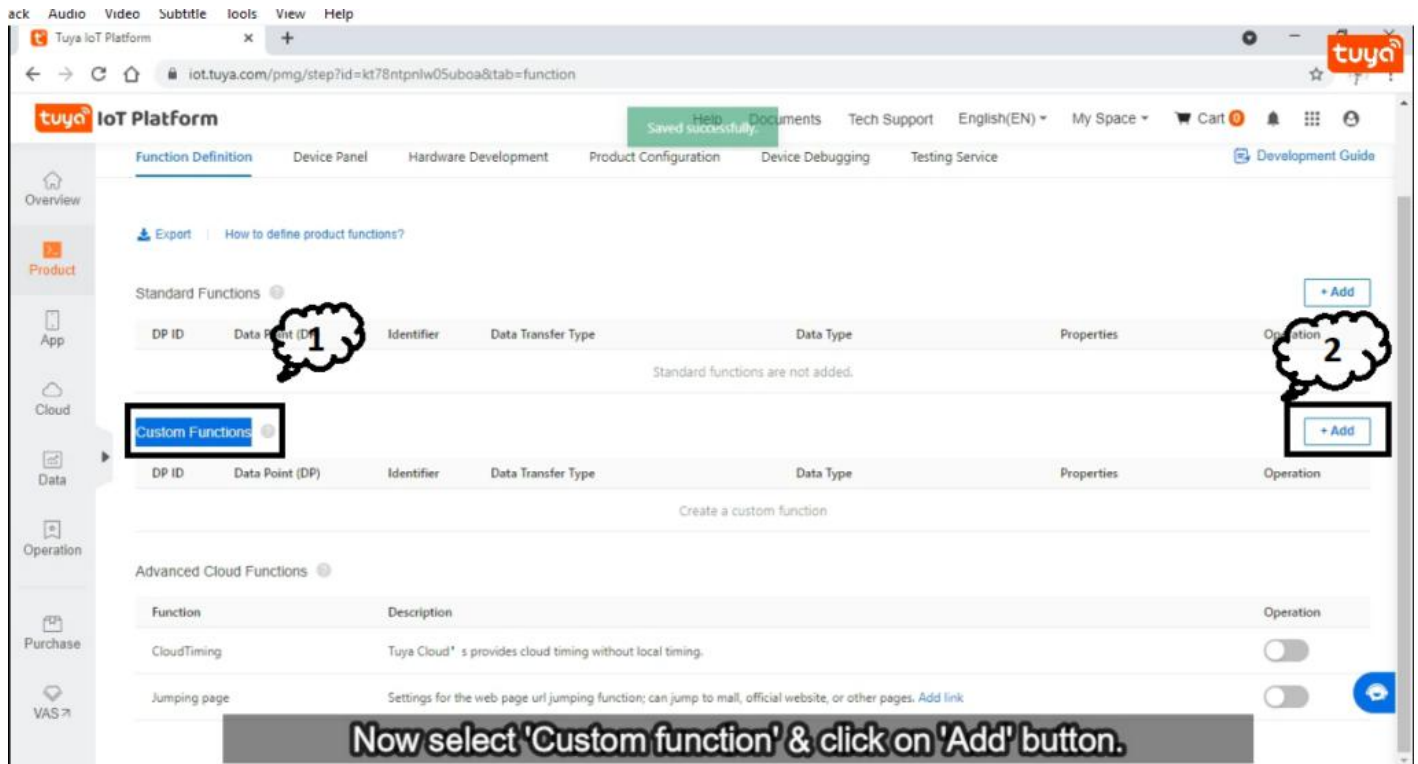 ack Audio Video Subtitle Tools View Help
Tuya IoT Platform
tuya
iot.tuya.com/pmg/step?id=kt78ntpnlw05uboa&tab=function
tuya IoT Platform
Saved successfully.
Help Documents Tech Support English(EN) My Space Cart 0
Function Definition Device Panel Hardware Development Product Configuration Device Debugging Testing Service Development Guide
Overview
Product
App
Cloud
Data
Operation
Purchase
VAS
Export How to define product functions?
Standard Functions + Add
DP ID Data Point (DP) Identifier Data Transfer Type Data Type Properties Operation
1
2
Standard functions are not added.
Custom Functions + Add
DP ID Data Point (DP) Identifier Data Transfer Type Data Type Properties Operation
Create a custom function
Advanced Cloud Functions
Function Description Operation
CloudTiming Tuya Cloud' s provides cloud timing without local timing.
Jumping page Settings for the web page url jumping function; can jump to mall, official website, or other pages. Add link
Now select 'Custom function' & click on 'Add' button.